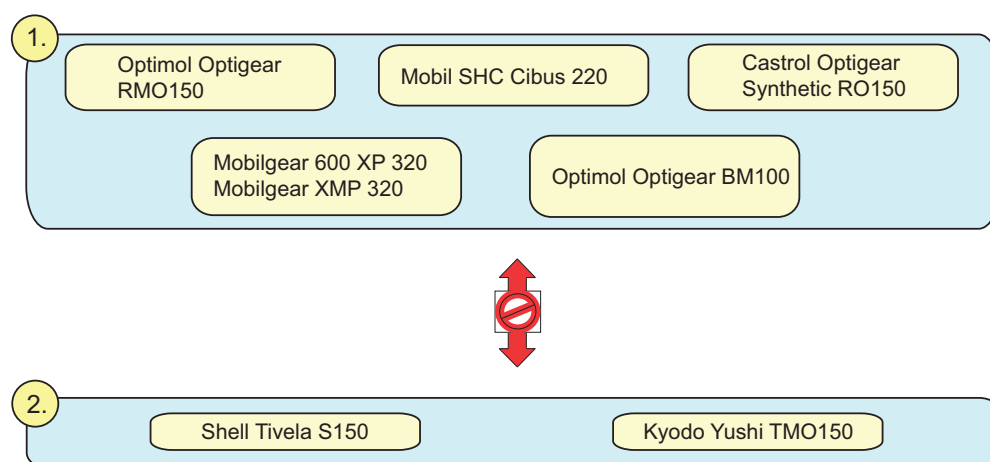 1.
Optimol Optigear
RMO150
Mobil SHC Cibus 220
Castrol Optigear
Synthetic RO150
Mobilgear 600 XP 320
Mobilgear XMP 320
Optimol Optigear BM100
2.
Shell Tivela S150
Kyodo Yushi TMO150